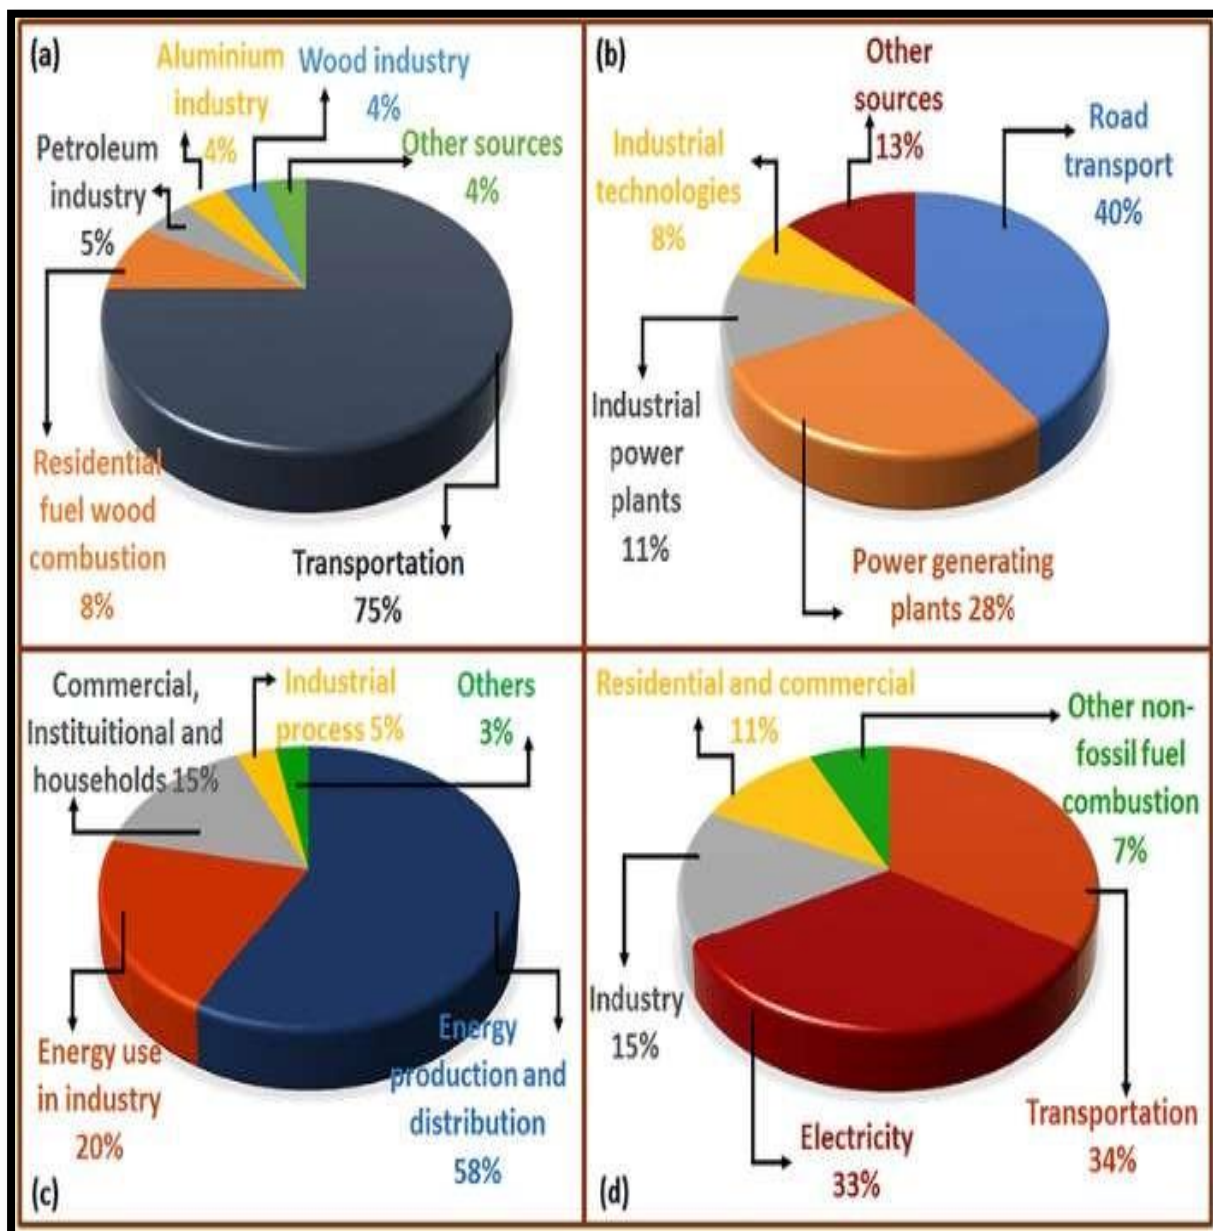 (a)
Aluminium
industry
4%
Wood industry
4%
Petroleum
industry
5%
Other sources
4%
Residential
fuel wood
combustion
8%
Transportation
75%
(b)
Other
sources
13%
Road
transport
40%
Industrial
technologies
8%
Industrial
power
plants
11%
Power generating
plants 28%
Commercial,
Instituitional and
households 15%
Industrial
process 5%
Others
3%
Energy use
in industry
20%
Energy
production and
distribution
58%
(c)
Residential and commercial
11%
Other non-
fossil fuel
combustion
7%
Industry
15%
Electricity
33%
Transportation
34%
(d)